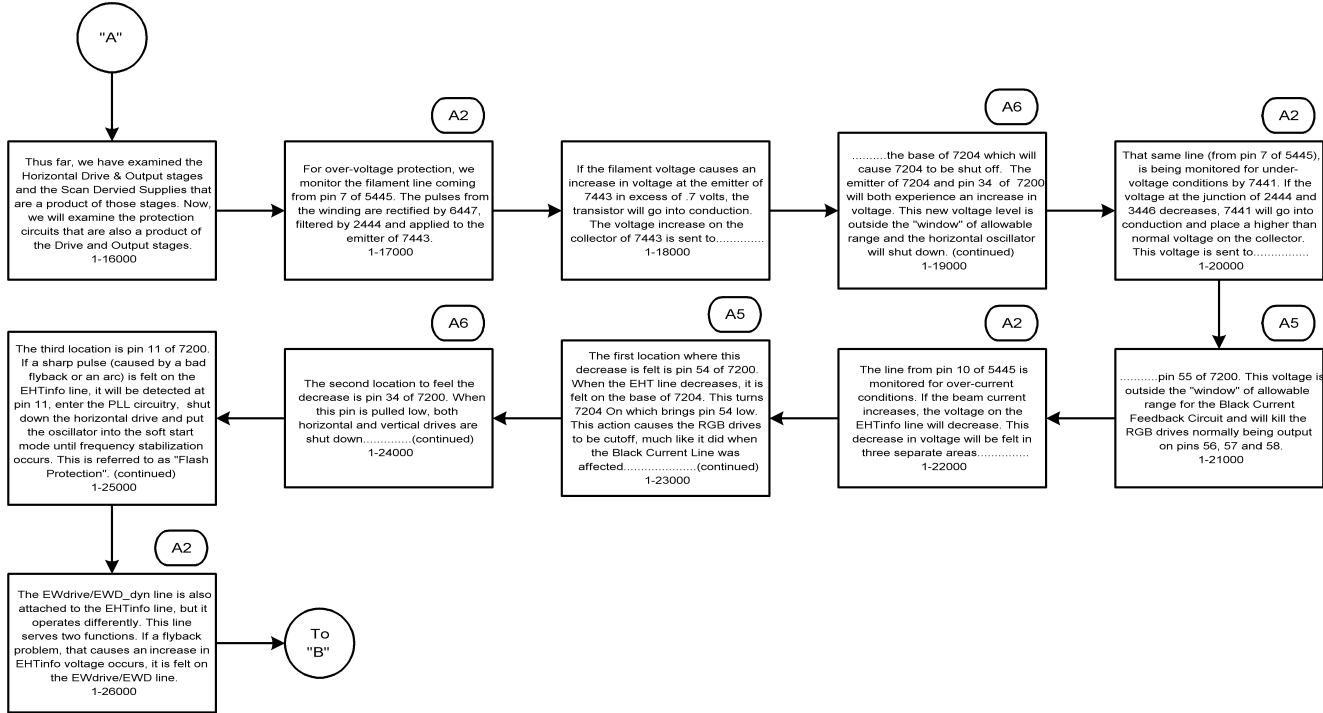 "A"
Thus far, we have examined the
Horizontal Drive & Output stages
and the Scan Dervied Supplies that
are a product of those stages. Now,
we will examine the protection
circuits that are also a product of
the Drive and Output stages.
1-16000
A2
For over-voltage protection, we
monitor the filament line coming
from pin 7 of 5445. The pulses from
the winding are rectified by 6447,
filtered by 2444 and applied to the
emitter of 7443.
1-17000
If the filament voltage causes an
increase in voltage at the emitter of
7443 in excess of .7 volts, the
transistor will go into conduction.
The voltage increase on the
collector of 7443 is sent to..............
1-18000
A6
..........the base of 7204 which will
cause 7204 to be shut off. The
emitter of 7204 and pin 34 of 7200
will both experience an increase in
voltage. This new voltage level is
outside the "window" of allowable
range and the horizontal oscillator
will shut down. (continued)
1-19000
A2
That same line (from pin 7 of 5445),
is being monitored for under-
voltage conditions by 7441. If the
voltage at the junction of 2444 and
3446 decreases, 7441 will go into
conduction and place a higher than
normal voltage on the collector.
This voltage is sent to................
1-20000
A5
..........pin 55 of 7200. This voltage is
outside the "window" of allowable
range for the Black Current
Feedback Circuit and will kill the
RGB drives normally being output
on pins 56, 57 and 58.
1-21000
A2
The line from pin 10 of 5445 is
monitored for over-current
conditions. If the beam current
increases, the voltage on the
EHTinfo line will decrease. This
decrease in voltage will be felt in
three separate areas...............
1-22000
A5
The first location where this
decrease is felt is pin 54 of 7200.
When the EHT line decreases, it is
felt on the base of 7204. This turns
7204 On which brings pin 54 low.
This action causes the RGB drives
to be cutoff, much like it did when
the Black Current Line was
affected.....................(continued)
1-23000
A6
The second location to feel the
decrease is pin 34 of 7200. When
this pin is pulled low, both
horizontal and vertical drives are
shut down.............(continued)
1-24000
The third location is pin 11 of 7200.
If a sharp pulse (caused by a bad
flyback or an arc) is felt on the
EHTinfo line, it will be detected at
pin 11, enter the PLL circuitry, shut
down the horizontal drive and put
the oscillator into the soft start
mode until frequency stabilization
occurs. This is referred to as "Flash
Protection". (continued)
1-25000
A2
The EWdrive/EWD_dyn line is also
attached to the EHTinfo line, but it
operates differently. This line
serves two functions. If a flyback
problem, that causes an increase in
EHTinfo voltage occurs, it is felt on
the EWdrive/EWD line.
1-26000
To
"B"